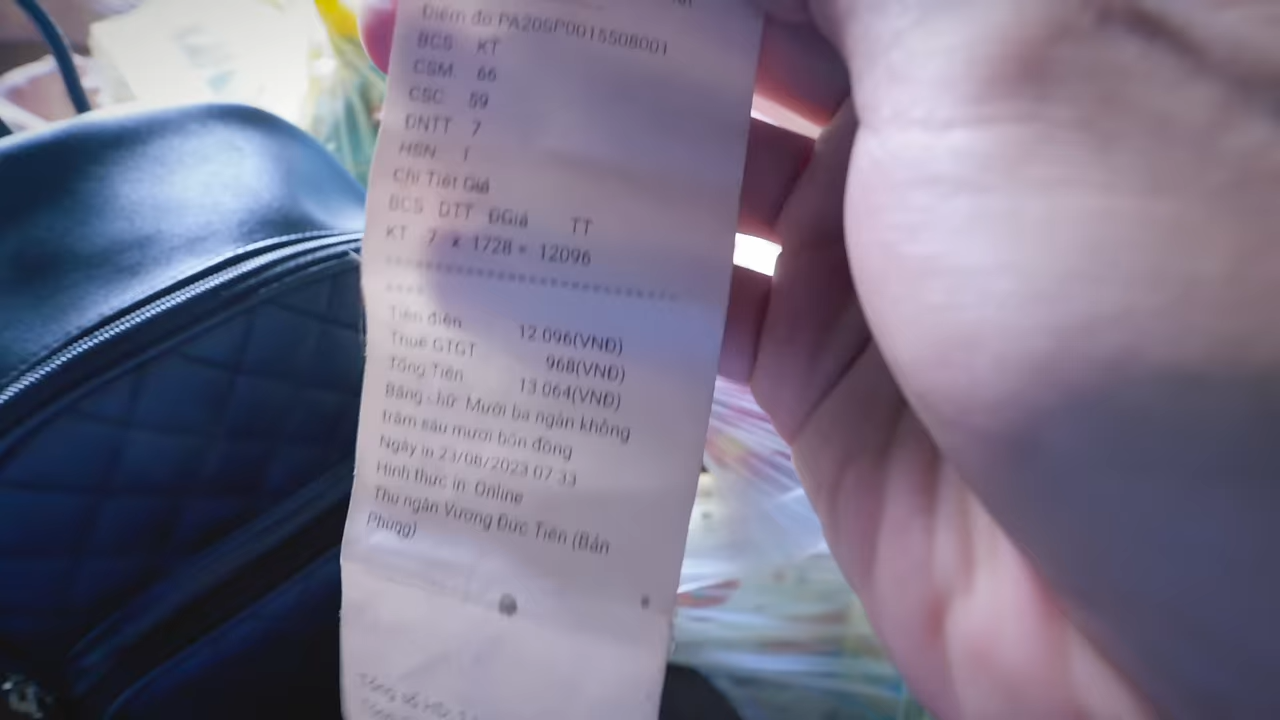 Điểm đo PA20SP0015508001
BCS KT
CSM 66
CSC 59
ĐNTT 7
HSN 1
Chi Tiết Giá
BCS DTT ĐGiá TT
KT 7 x 1728 = 12096
Tiền điện 12.096(VNĐ)
Thuế GTGT 968(VNĐ)
Tổng Tiền 13.064(VNĐ)
Bằng chữ: Mười ba ngàn không
trăm sáu mươi bốn đồng
Ngày in 23/08/2023 07:33
Hình thức in: Online
Thu ngân Vương Đức Tiên (Bản
Phụng)